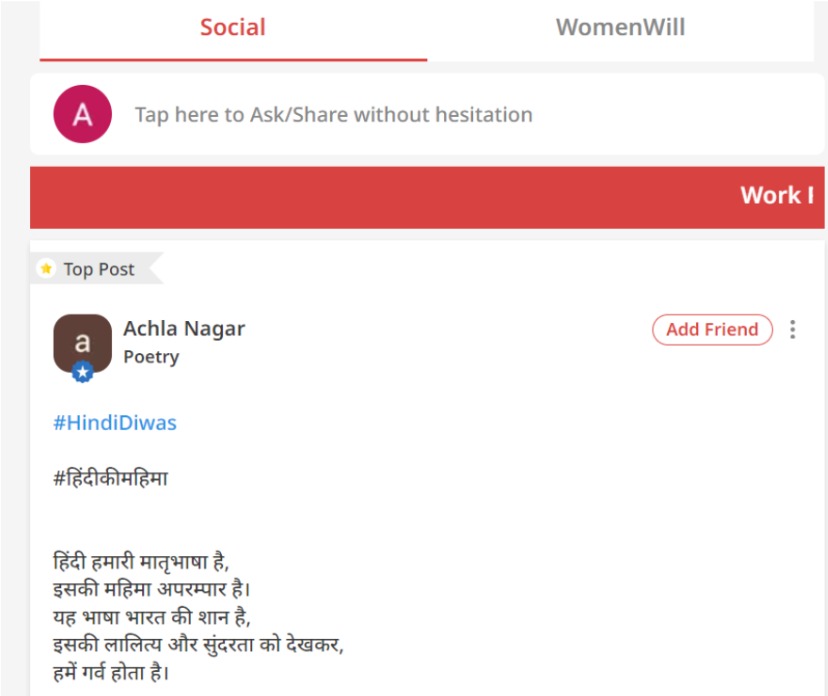 Social
WomenWill
A
Tap here to Ask/Share without hesitation
Work
Top Post
a
Achla Nagar
Add Friend
Poetry
#HindiDiwas
#हिंदीकीमहिमा
हिंदी हमारी मातृभाषा है,
इसकी महिमा अपरम्पार है।
यह भाषा भारत की शान है,
इसकी लालित्य और सुंदरता को देखकर,
हमें गर्व होता है।